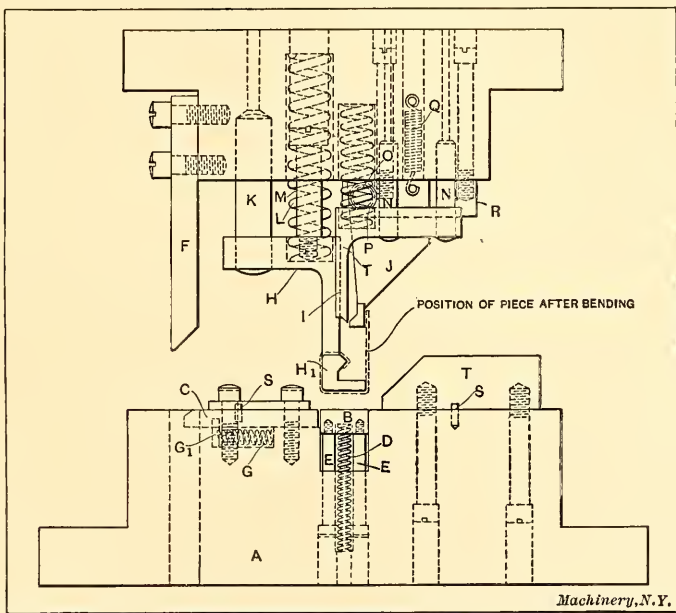 Q
O
K
M
L
N
N
R
F
P
T
J
H
I
POSITION OF PIECE AFTER BENDING
H1
T
C
S
S
B
G1
D
G
E
E
A
Machinery, N.Y.